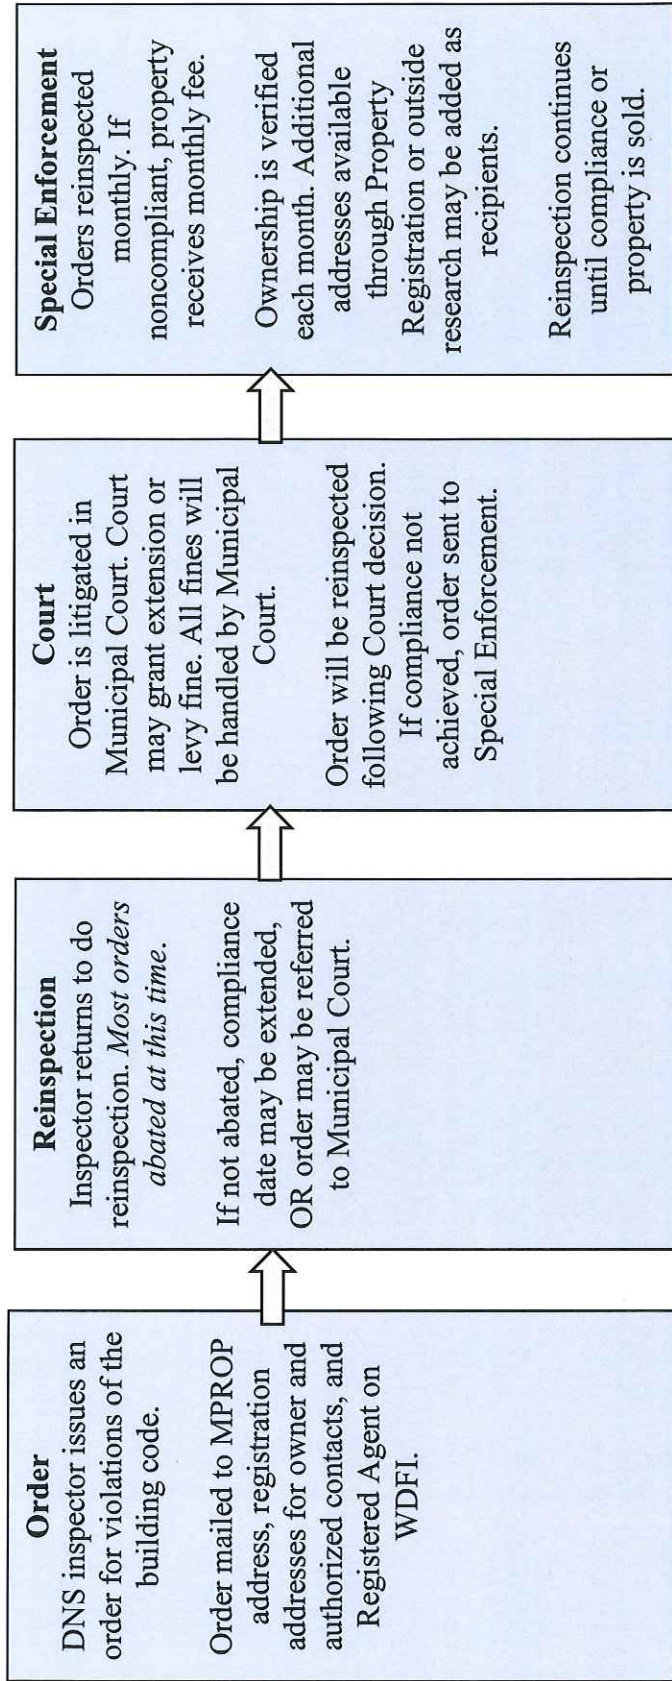 Order
DNS inspector issues an
order for violations of the
building code.
Order mailed to MPROP
address, registration
addresses for owner and
authorized contacts, and
Registered Agent on
WDFI.
Reinspection
Inspector returns to do
reinspection. Most orders
abated at this time.
If not abated, compliance
date may be extended,
OR order may be referred
to Municipal Court.
Court
Order is litigated in
Municipal Court. Court
may grant extension or
levy fine. All fines will
be handled by Municipal
Court.
Order will be reinspected
following Court decision.
If compliance not
achieved, order sent to
Special Enforcement.
Special Enforcement
Orders reinspected
monthly. If
noncompliant, property
receives monthly fee.
Ownership is verified
each month. Additional
addresses available
through Property
Registration or outside
research may be added as
recipients.
Reinspection continues
until compliance or
property is sold.